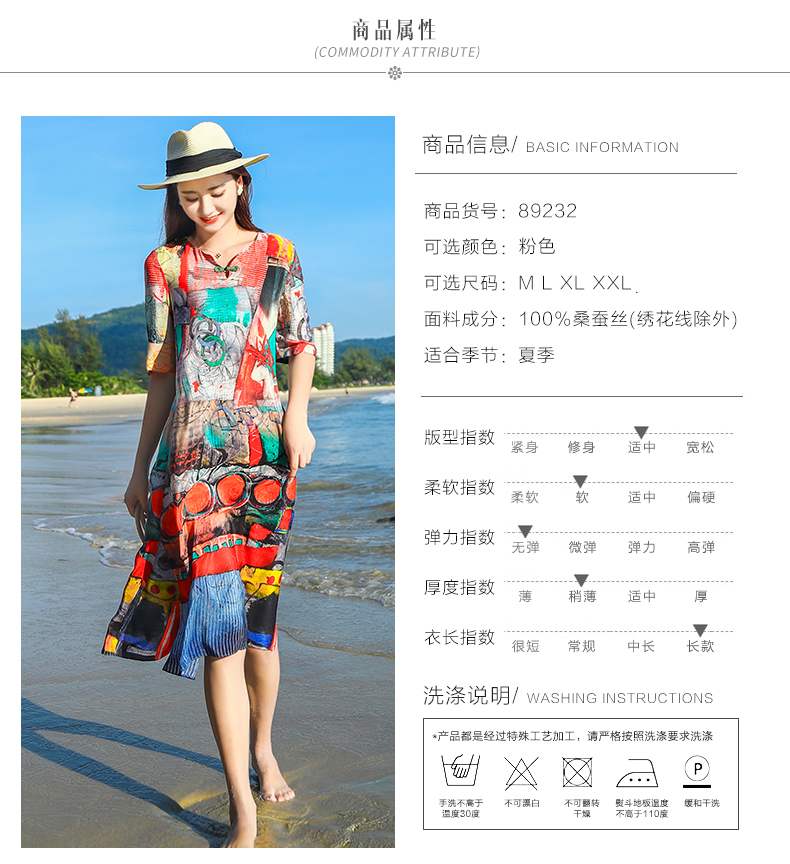 商品属性
(COMMODITY ATTRIBUTE)
商品信息/ BASIC INFORMATION
商品货号: 89232
可选颜色: 粉色
可选尺码: M L XL XXL.
面料成分: 100%桑蚕丝(绣花线除外)
适合季节: 夏季
版型指数 紧身 修身 适中 宽松
柔软指数 柔软 软 适中 偏硬
弹力指数 无弹 微弹 弹力 高弹
厚度指数 薄 稍薄 适中 厚
衣长指数 很短 常规 中长 长款
洗涤说明/ WASHING INSTRUCTIONS
*产品都是经过特殊工艺加工，请严格按照洗涤要求洗涤
P
手洗不高于 不可漂白 不可翻转 熨斗地板温度 缓和干洗
温度30度 干燥 不高于110度